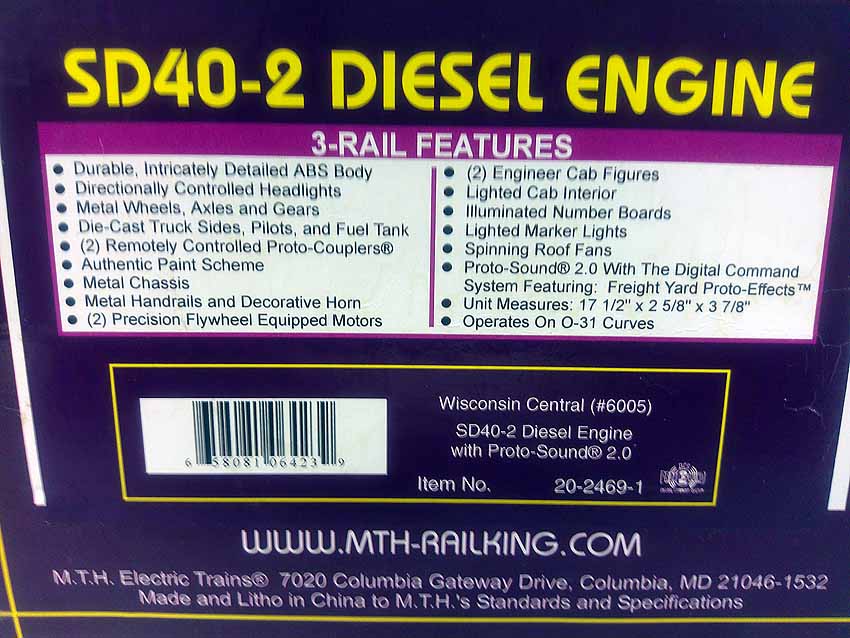 SD40-2 DIESEL ENGINE
3-RAIL FEATURES
• Durable, Intricately Detailed ABS Body
• Directionally Controlled Headlights
• Metal Wheels, Axles and Gears
• Die-Cast Truck Sides, Pilots, and Fuel Tank
• (2) Remotely Controlled Proto-Couplers®
• Authentic Paint Scheme
• Metal Chassis
• Metal Handrails and Decorative Horn
• (2) Precision Flywheel Equipped Motors
• (2) Engineer Cab Figures
• Lighted Cab Interior
• Illuminated Number Boards
• Lighted Marker Lights
• Spinning Roof Fans
• Proto-Sound® 2.0 With The Digital Command
System Featuring: Freight Yard Proto-Effects™
• Unit Measures: 17 1/2" x 2 5/8" x 3 7/8"
• Operates On O-31 Curves
6 58081 06423 9
Wisconsin Central (#6005)
SD40-2 Diesel Engine
with Proto-Sound® 2.0
Item No. 20-2469-1
WWW.MTH-RAILKING.COM
M.T.H. Electric Trains® 7020 Columbia Gateway Drive, Columbia, MD 21046-1532
Made and Litho in China to M.T.H.'s Standards and Specifications